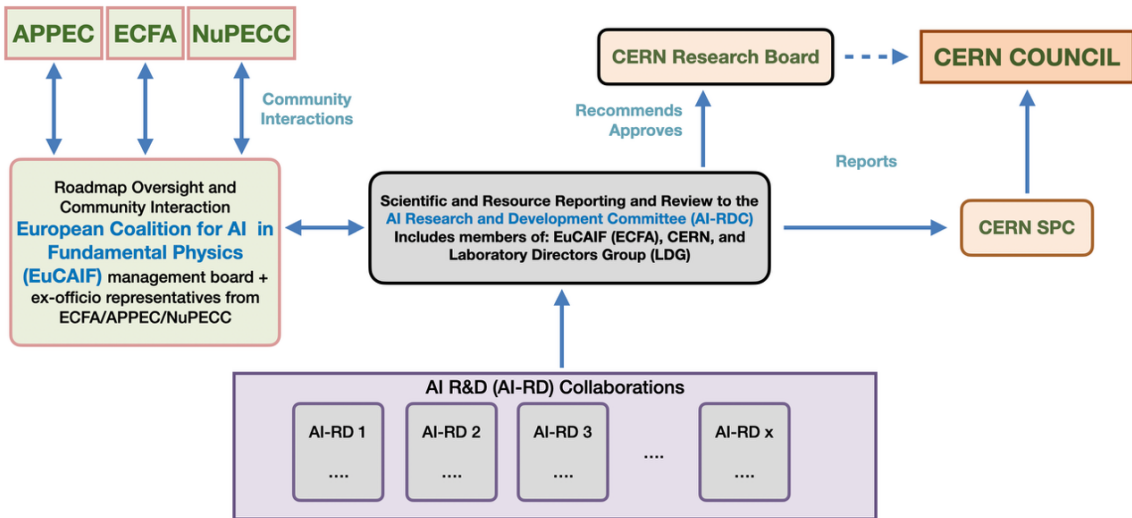 APPEC
ECFA
NuPECC
Community
Interactions
CERN Research Board
CERN COUNCIL
Recommends
Approves
Reports
Roadmap Oversight and
Community Interaction
European Coalition for AI in
Fundamental Physics
(EuCAIF) management board +
ex-officio representatives from
ECFA/APPEC/NuPECC
Scientific and Resource Reporting and Review to the
AI Research and Development Committee (AI-RDC)
Includes members of: EuCAIF (ECFA), CERN, and
Laboratory Directors Group (LDG)
CERN SPC
AI R&D (AI-RD) Collaborations
AI-RD 1
....
AI-RD 2
....
AI-RD 3
....
....
AI-RD x
....